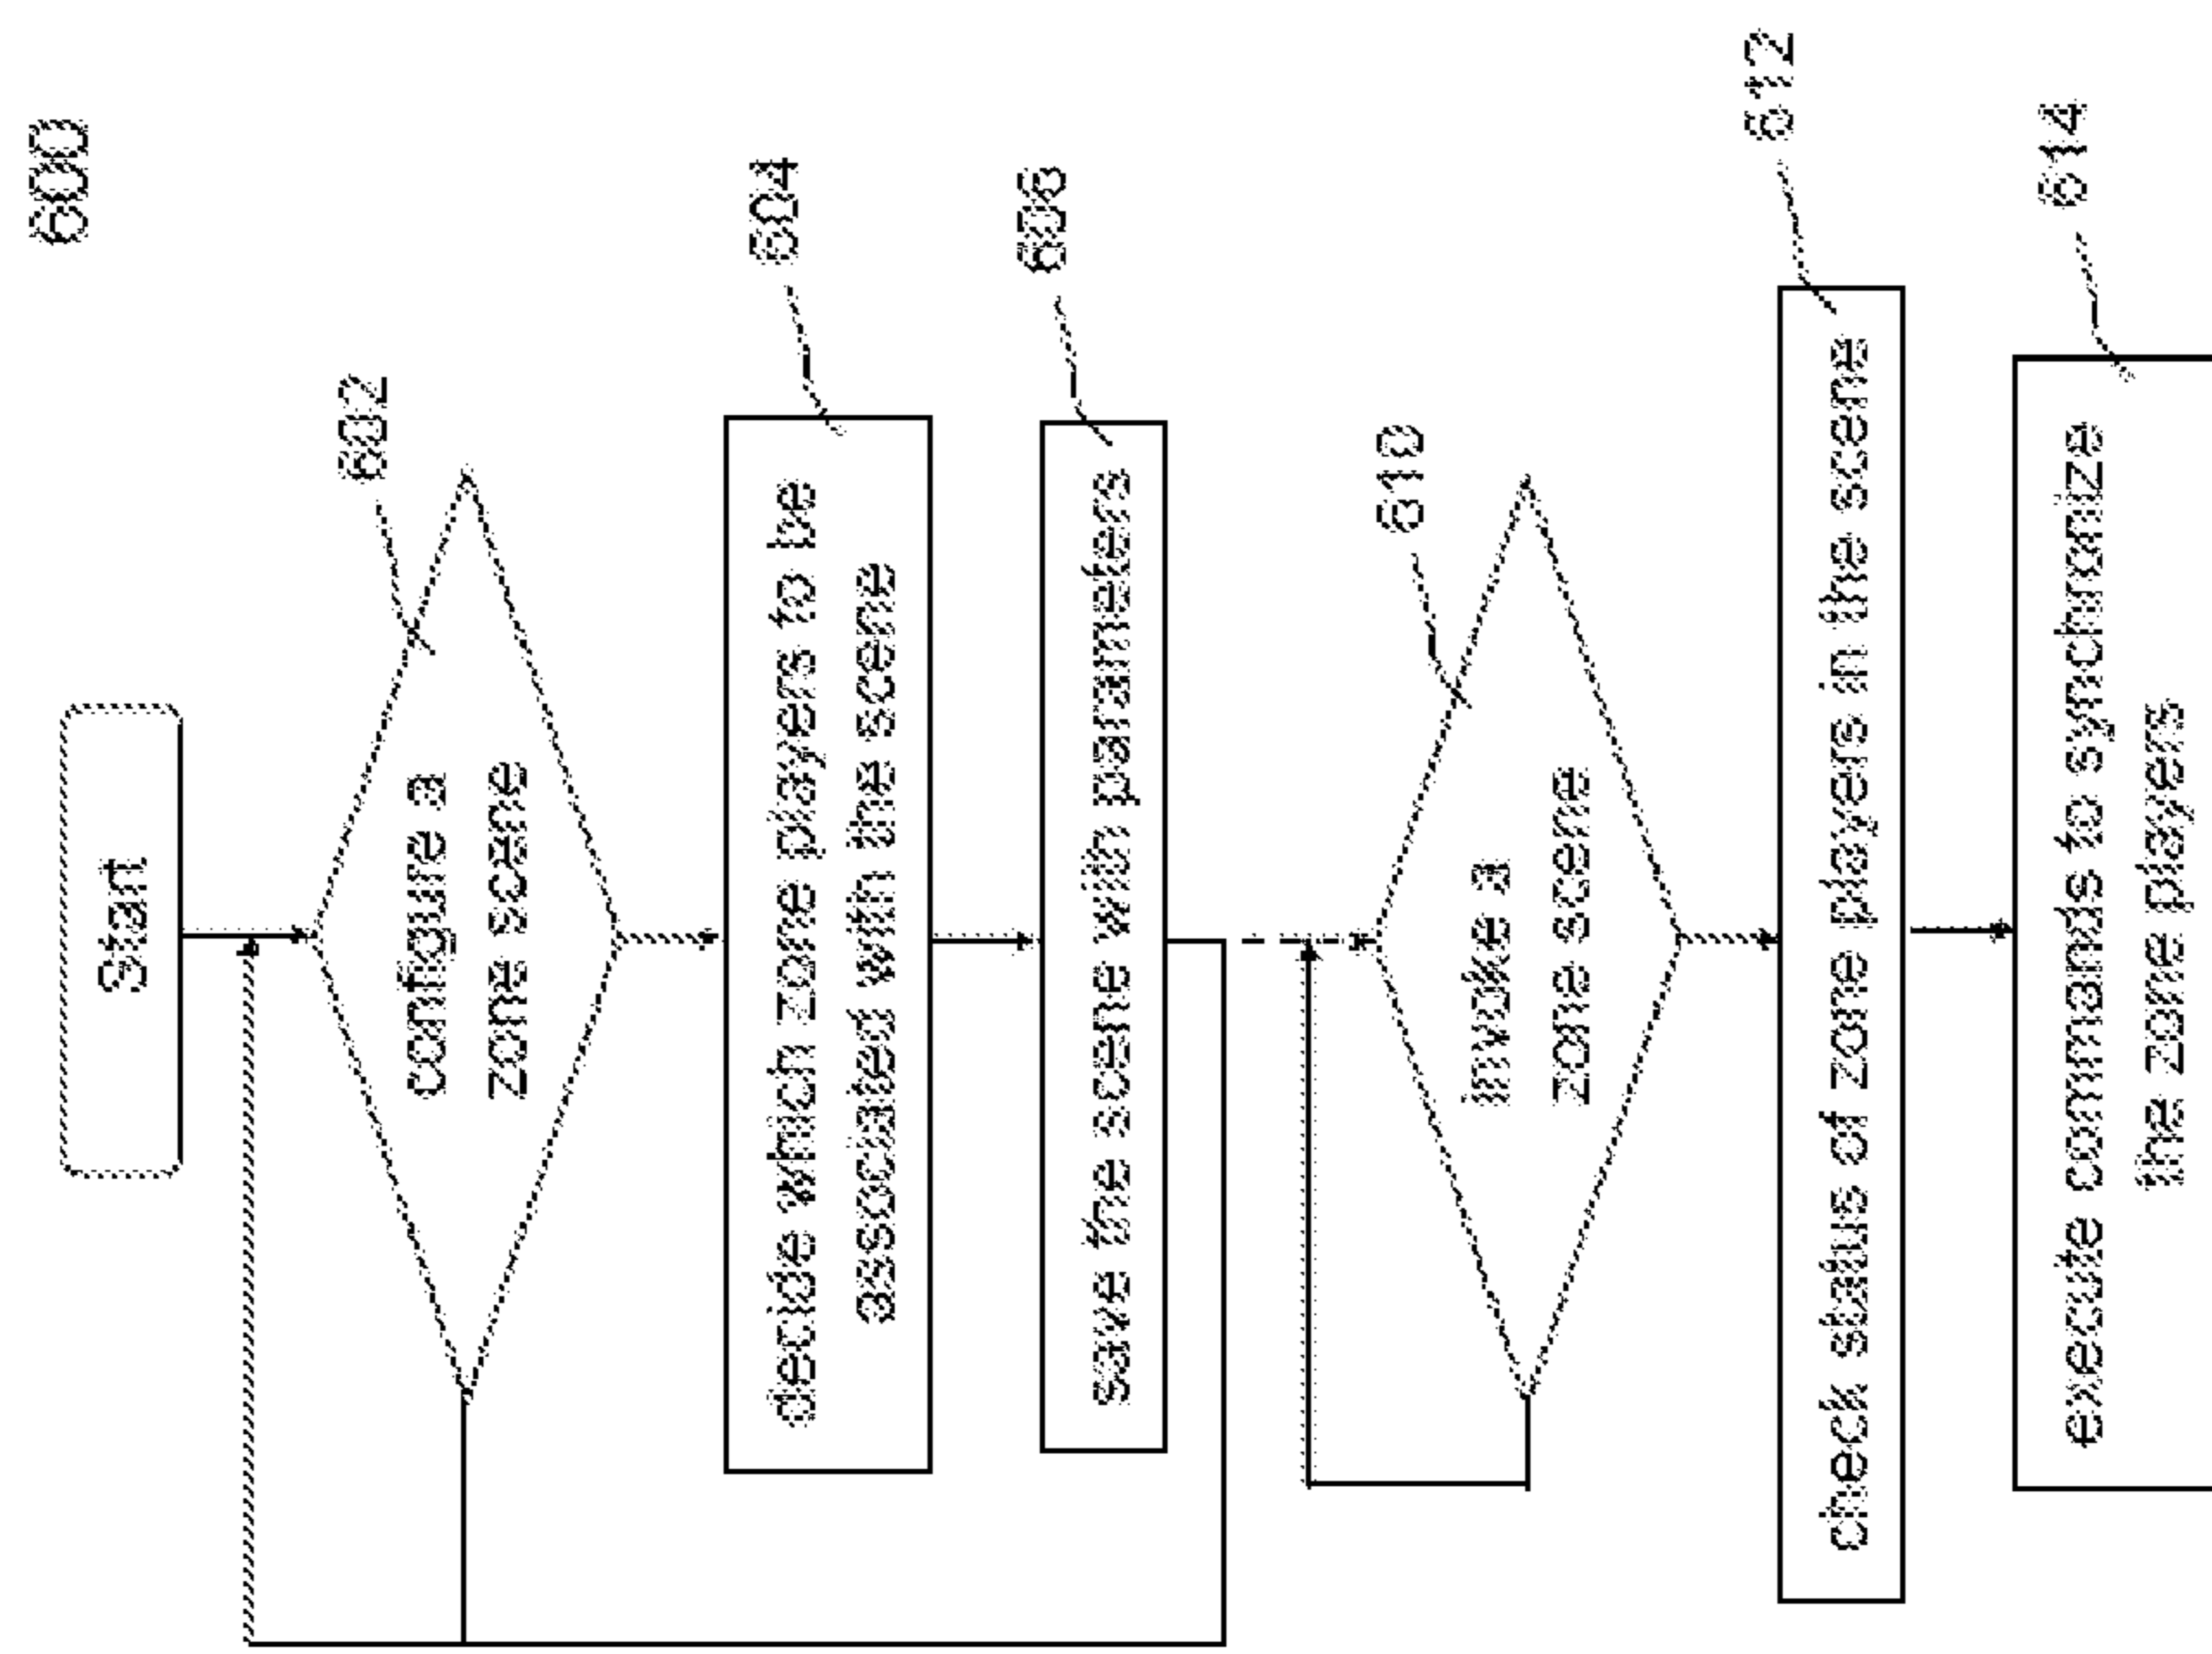 600
Start
602
configure a
zone scene
604
decide which zone players to be
associated with the scene
606
save the scene with parameters
610
invoke a
zone scene
612
check status of zone players in the scene
614
execute commands to synchronize
the zone players